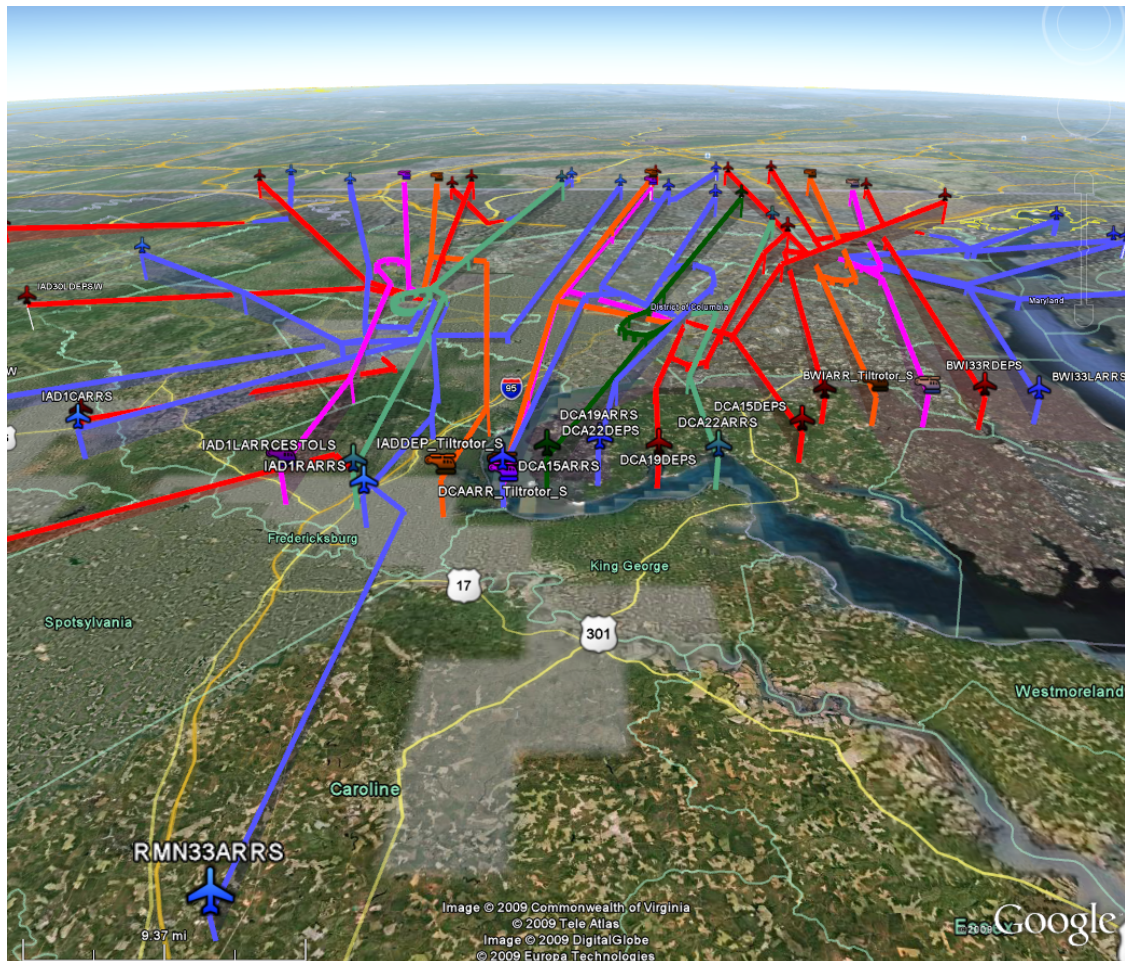 IAD30LDEPSW
District of Columbia
Maryland
W
95
BWIARR_Tiltrotor_S
BWI33RDEPS
BWI33LARRS
IAD1CARRS
DCA19ARRS
DCA15DEPS
DCA22DEPS
DCA22ARRS
IAD1LARRCESTOLS
IADDEP_Tiltrotor_S
IAD1RARRS
DCA15ARRS
DCA19DEPS
DCAARR_Tiltrotor_S
Fredericksburg
King George
17
Spotsylvania
301
Westmoreland
Caroline
RMN33ARRS
Image © 2009 Commonwealth of Virginia
© 2009 Tele Atlas
Image © 2009 DigitalGlobe
© 2009 Europa Technologies
9.37 mi
Google